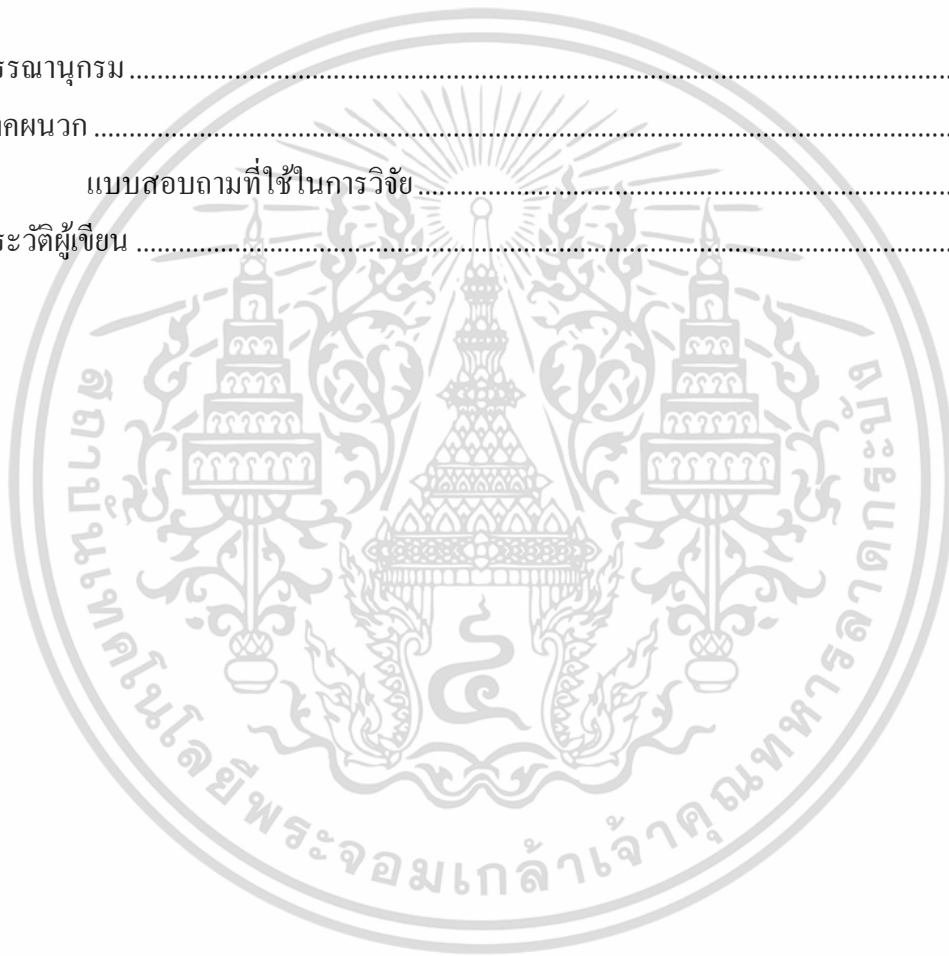 รรณานุกรม
าคผนวก
แบบสอบถามที่ใช้ในการวิจัย
ระวัติผู้เขียน
สถาบันเทคโนโลยีพระจอมเกล้าเจ้าคุณทหารลาดกระบัง
๔